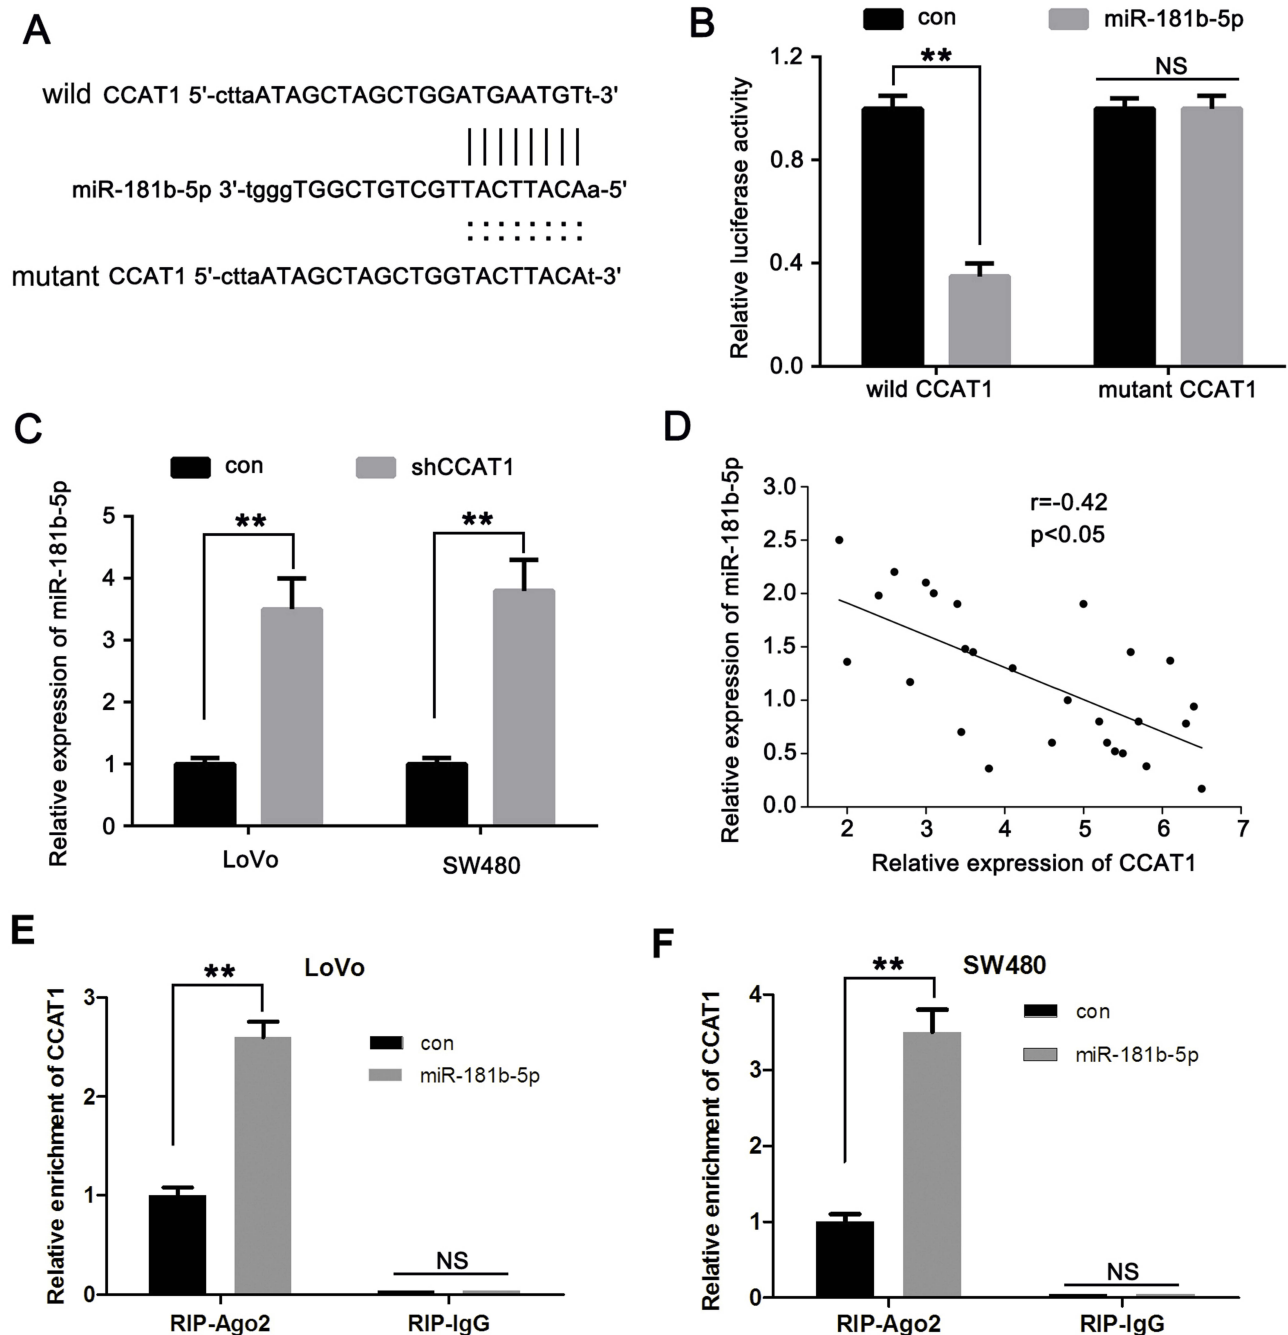 A
wild CCAT1 5'-cttaATAGCTAGCTGGATGAATGTt-3'
miR-181b-5p 3'-tgggTGGCTGTCGTTACTTACAa-5'
mutant CCAT1 5'-cttaATAGCTAGCTGGTACTTACAt-3'
B
con
miR-181b-5p
Relative luciferase activity
1.2
0.8
0.4
0.0
**
NS
wild CCAT1
mutant CCAT1
C
con
shCCAT1
Relative expression of miR-181b-5p
5
4
3
2
1
0
**
**
LoVo
SW480
D
Relative expression of miR-181b-5p
3.0
2.5
2.0
1.5
1.0
0.5
0.0
r=-0.42
p<0.05
2 3 4 5 6 7
Relative expression of CCAT1
E
LoVo
Relative enrichment of CCAT1
3
2
1
0
**
con
miR-181b-5p
NS
RIP-Ago2
RIP-IgG
F
SW480
Relative enrichment of CCAT1
4
3
2
1
0
**
con
miR-181b-5p
NS
RIP-Ago2
RIP-IgG